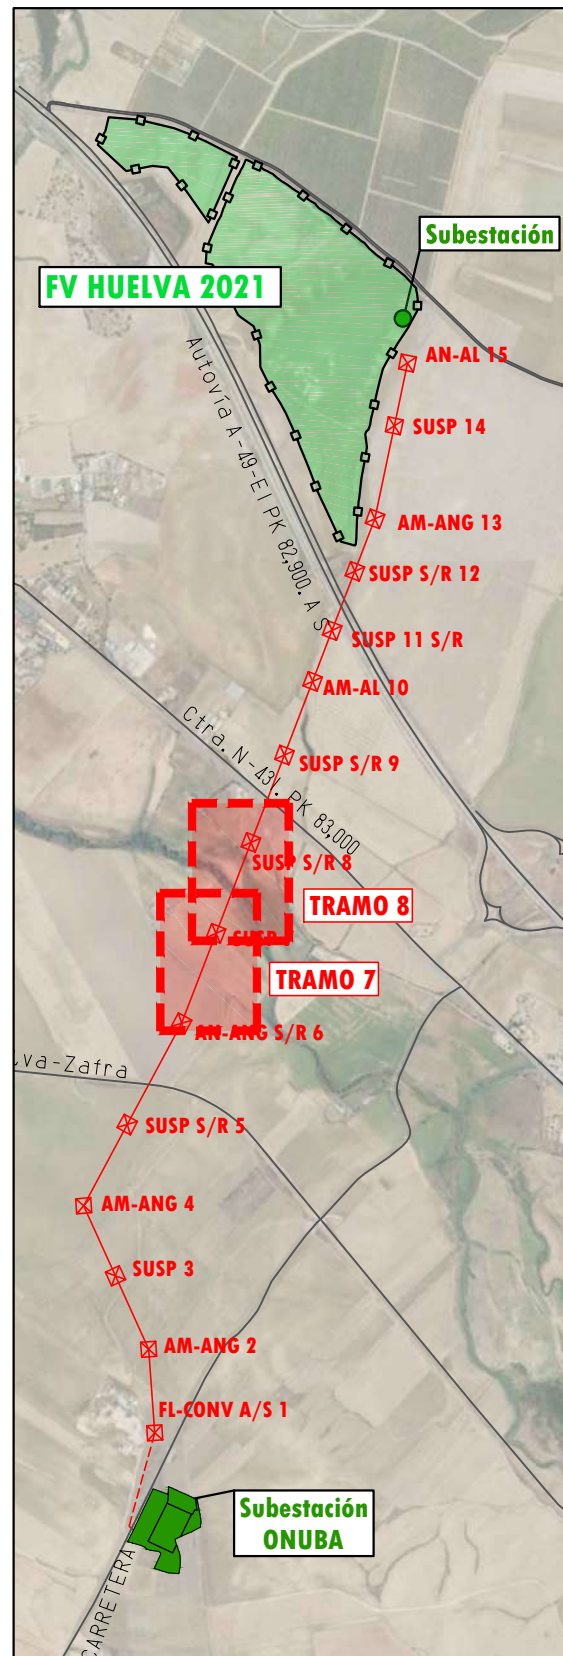 Subestación
FV HUELVA 2021
AN-AL 15
Autovía A-49-El PK 82,900. A S
SUSP 14
AM-ANG 13
SUSP S/R 12
SUSP 11 S/R
AM-AL 10
Ctra. N-431. PK 83,000
SUSP S/R 9
SUSP S/R 8
TRAMO 8
SUSP
TRAMO 7
AN-ANG S/R 6
va-Zafra
SUSP S/R 5
AM-ANG 4
SUSP 3
AM-ANG 2
FL-CONV A/S 1
Subestación
ONUBA
CARRETERA